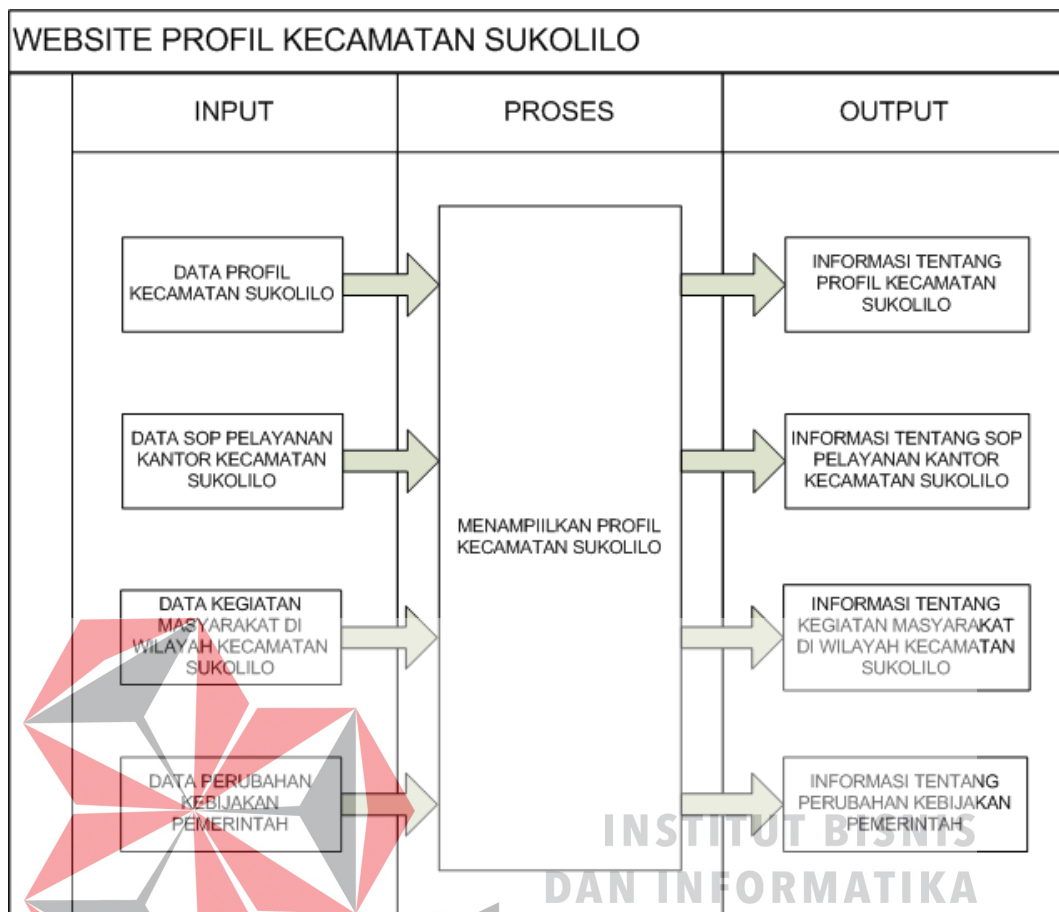 WEBSITE PROFIL KECAMATAN SUKOLILO
INPUT
PROSES
OUTPUT
DATA PROFIL
KECAMATAN SUKOLILO
INFORMASI TENTANG
PROFIL KECAMATAN
SUKOLILO
DATA SOP PELAYANAN
KANTOR KECAMATAN
SUKOLILO
INFORMASI TENTANG SOP
PELAYANAN KANTOR
KECAMATAN SUKOLILO
MENAMPIILKAN PROFIL
KECAMATAN SUKOLILO
DATA KEGIATAN
MASYARAKAT DI
WILAYAH KECAMATAN
SUKOLILO
INFORMASI TENTANG
KEGIATAN MASYARAKAT
DI WILAYAH KECAMATAN
SUKOLILO
DATA PERUBAHAN
KEBIJAKAN
PEMERINTAH
INFORMASI TENTANG
PERUBAHAN KEBIJAKAN
PEMERINTAH
INSTITUT BISNIS
DAN INFORMATIKA